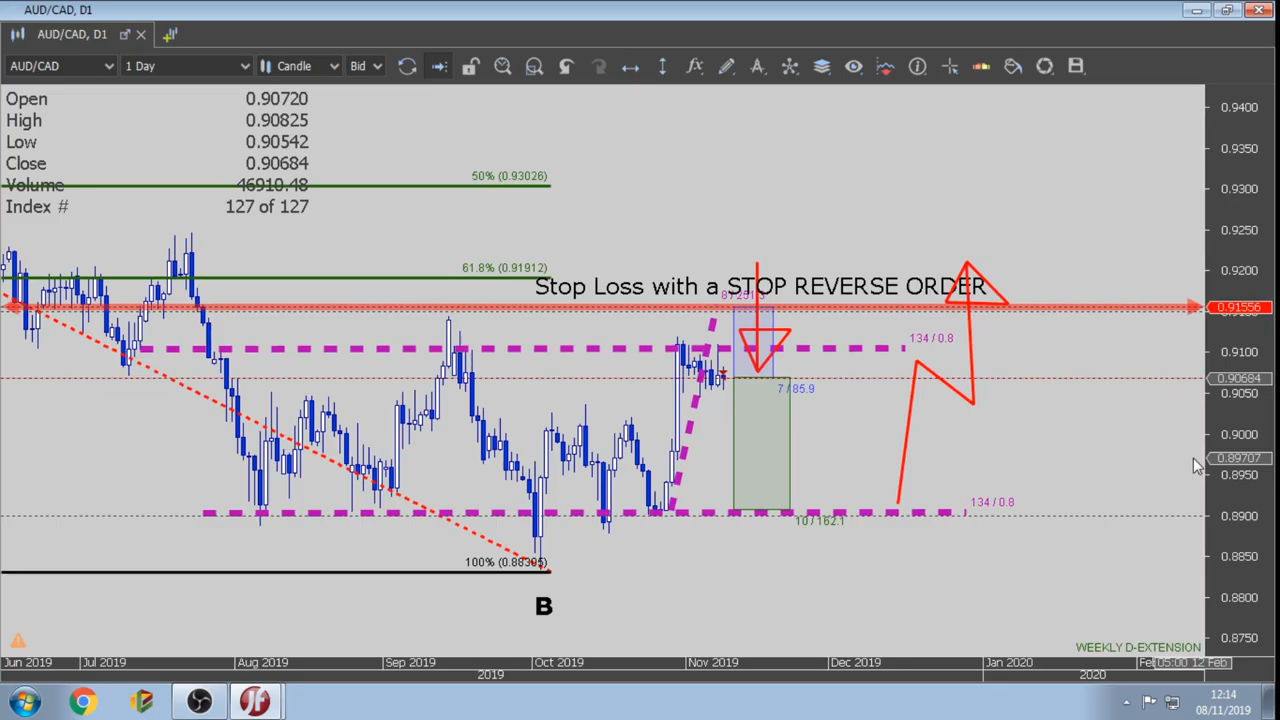 AUD/CAD, D1
AUD/CAD, D1
AUD/CAD 1 Day Candle Bid
Open 0.90720
High 0.90825
Low 0.90542
Close 0.90684
Volume 46910.48
Index # 127 of 127
50% (0.93026)
61.8% (0.91912)
Stop Loss with a STOP REVERSE ORDER
134 / 0.8
7 / 85.9
134 / 0.8
10 / 162.1
100% (0.88305)
B
WEEKLY D-EXTENSION
0.9400
0.9350
0.9300
0.9250
0.9200
0.91556
0.9100
0.90684
0.9050
0.9000
0.89707
0.8950
0.8900
0.8850
0.8800
0.8750
Jun 2019 Jul 2019 Aug 2019 Sep 2019 Oct 2019 Nov 2019 Dec 2019 Jan 2020 05:00 12 Feb
2019 2020
12:14
08/11/2019